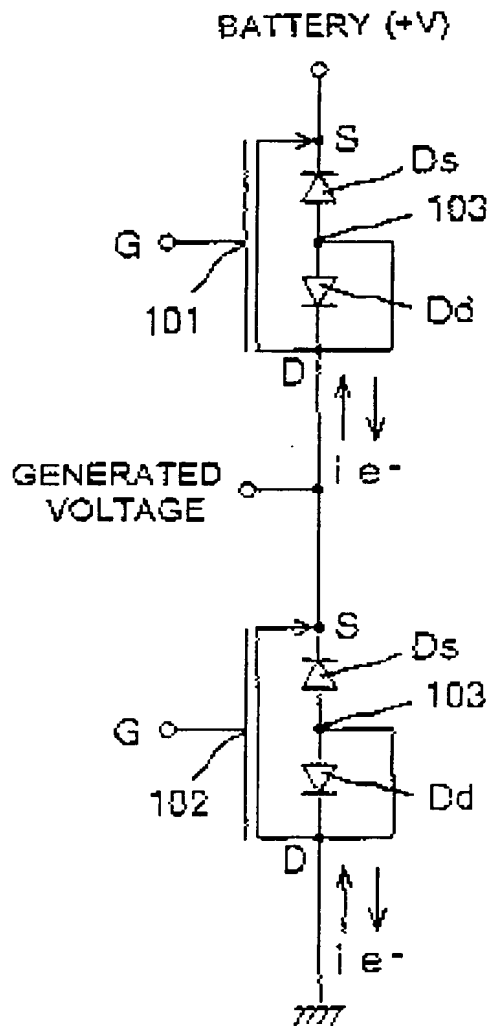 BATTERY (+V)
S
Ds
103
G
101
Dd
D
i e-
GENERATED
VOLTAGE
S
Ds
103
G
102
Dd
D
i e-